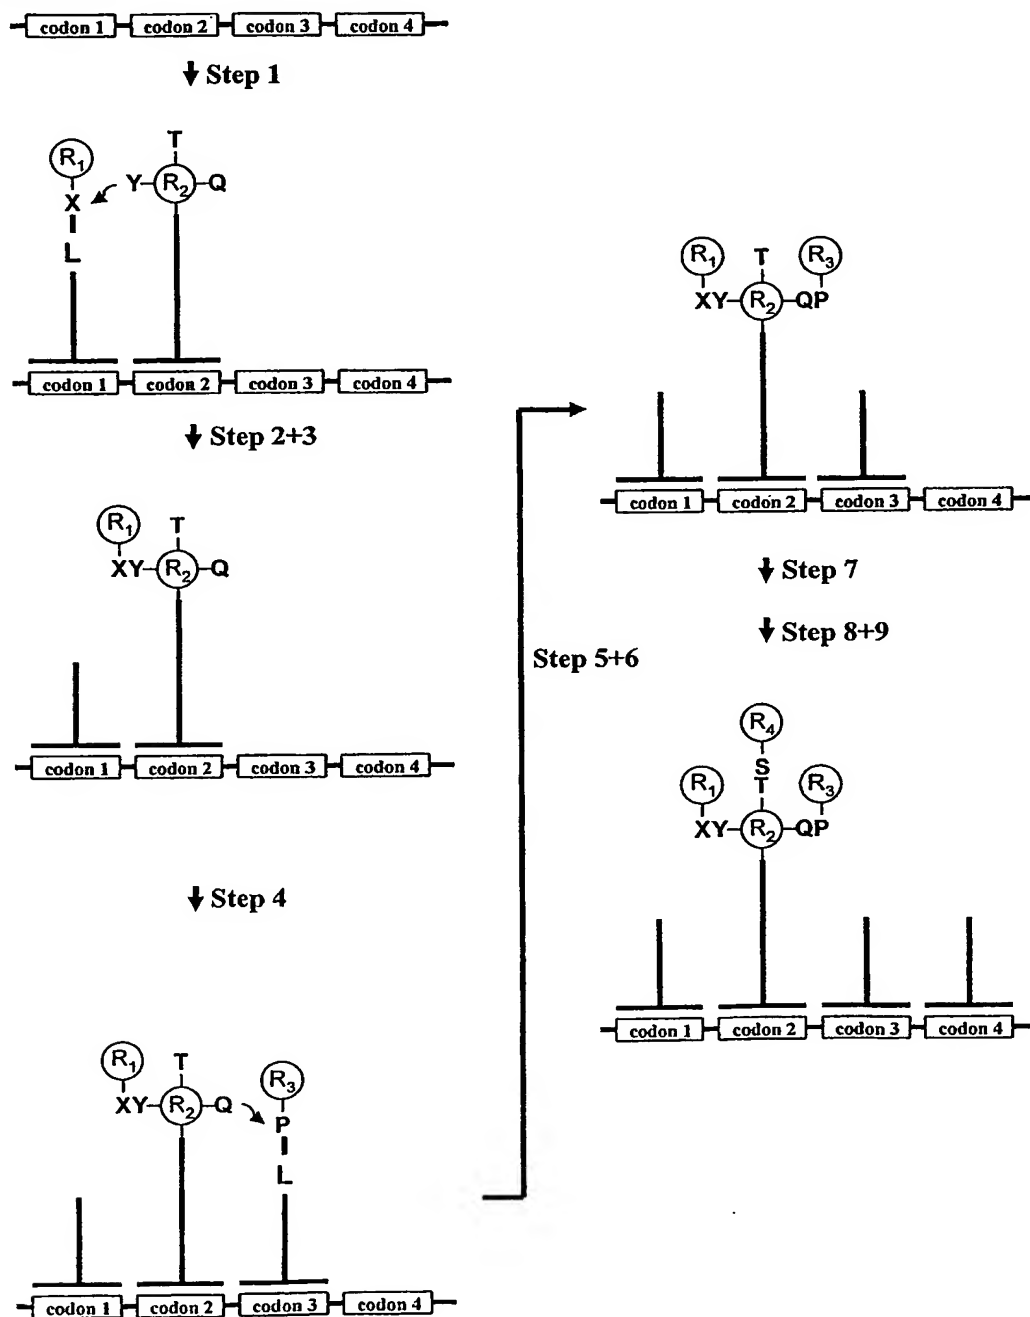 codon 1 codon 2 codon 3 codon 4
Step 1
R1 X L
T Y R2 Q
codon 1 codon 2 codon 3 codon 4
Step 2+3
R1 T
XY R2 Q
codon 1 codon 2 codon 3 codon 4
Step 4
R1 T R3
XY R2 Q P
L
codon 1 codon 2 codon 3 codon 4
Step 5+6
R1 T R3
XY R2 QP
codon 1 codon 2 codon 3 codon 4
Step 7
Step 8+9
R4
S
R1 T R3
XY R2 QP
codon 1 codon 2 codon 3 codon 4